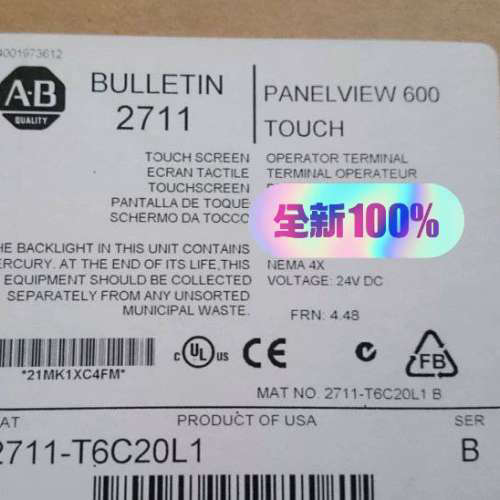 4001973612
A-B
QUALITY
BULLETIN
2711
PANELVIEW 600
TOUCH
TOUCH SCREEN
ECRAN TACTILE
TOUCHSCREEN
PANTALLA DE TOQUE
SCHERMO DA TOCCO
OPERATOR TERMINAL
TERMINAL OPERATEUR
全新100%
HE BACKLIGHT IN THIS UNIT CONTAINS
ERCURY. AT THE END OF ITS LIFE, THIS
EQUIPMENT SHOULD BE COLLECTED
SEPARATELY FROM ANY UNSORTED
MUNICIPAL WASTE.
NEMA 4X
VOLTAGE: 24V DC
FRN: 4.48
*21MK1XC4FM*
c UL us
CE
FB
MAT NO. 2711-T6C20L1 B
AT
PRODUCT OF USA
SER
2711-T6C20L1
B